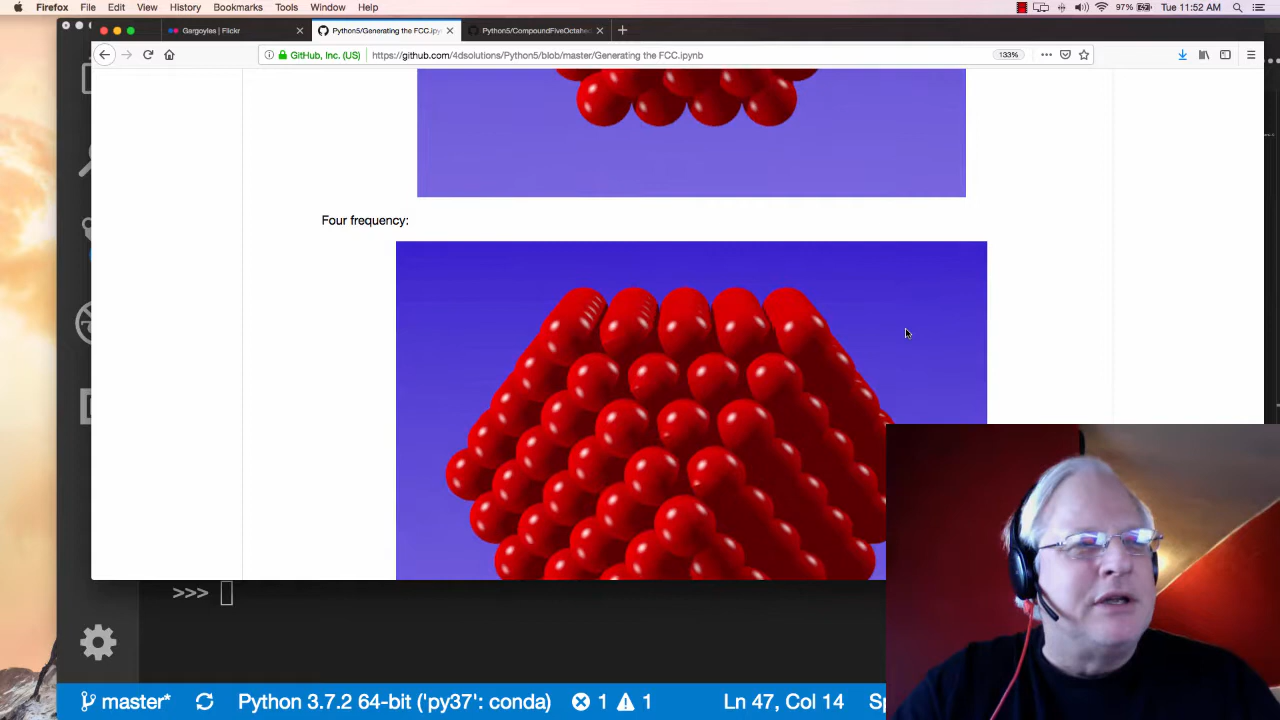 Firefox File Edit View History Bookmarks Tools Window Help 97% Tue 11:52 AM
Gargoyles | Flickr Python5/Generating the FCC.ipy Python5/CompoundFiveOctahed
GitHub, Inc. (US) https://github.com/4dsolutions/Python5/blob/master/Generating the FCC.ipynb 133%
Four frequency:
>>>
master* Python 3.7.2 64-bit ('py37': conda) 1 1 Ln 47, Col 14 Sp